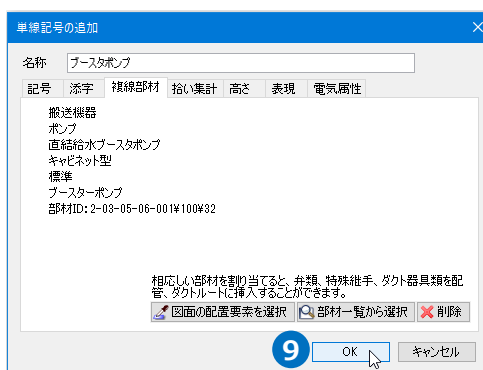 単線記号の追加
名称 ブースタポンプ
記号 添字 複線部材 拾い集計 高さ 表現 電気属性
搬送機器
ポンプ
直結給水ブースタポンプ
キャビネット型
標準
ブースターポンプ
部材ID:2-03-05-06-001¥100¥32
相応しい部材を割り当てると、弁類、特殊継手、ダクト器具類を配
管、ダクトルートに挿入することができます。
図面の配置要素を選択 部材一覧から選択 削除
9 OK キャンセル